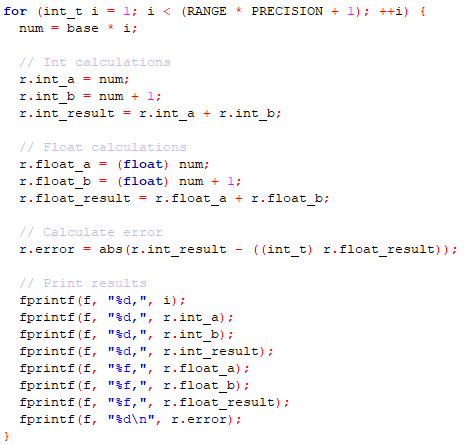 for (int_t i = 1; i < (RANGE * PRECISION + 1); ++i) {
  num = base * i;

  // Int calculations
  r.int_a = num;
  r.int_b = num + 1;
  r.int_result = r.int_a + r.int_b;

  // Float calculations
  r.float_a = (float) num;
  r.float_b = (float) num + 1;
  r.float_result = r.float_a + r.float_b;

  // Calculate error
  r.error = abs(r.int_result - ((int_t) r.float_result));

  // Print results
  fprintf(f, "%d,", i);
  fprintf(f, "%d,", r.int_a);
  fprintf(f, "%d,", r.int_b);
  fprintf(f, "%d,", r.int_result);
  fprintf(f, "%f,", r.float_a);
  fprintf(f, "%f,", r.float_b);
  fprintf(f, "%f,", r.float_result);
  fprintf(f, "%d\n", r.error);
}